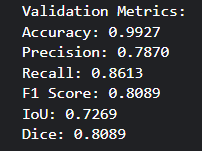 Validation Metrics:
Accuracy: 0.9927
Precision: 0.7870
Recall: 0.8613
F1 Score: 0.8089
IoU: 0.7269
Dice: 0.8089